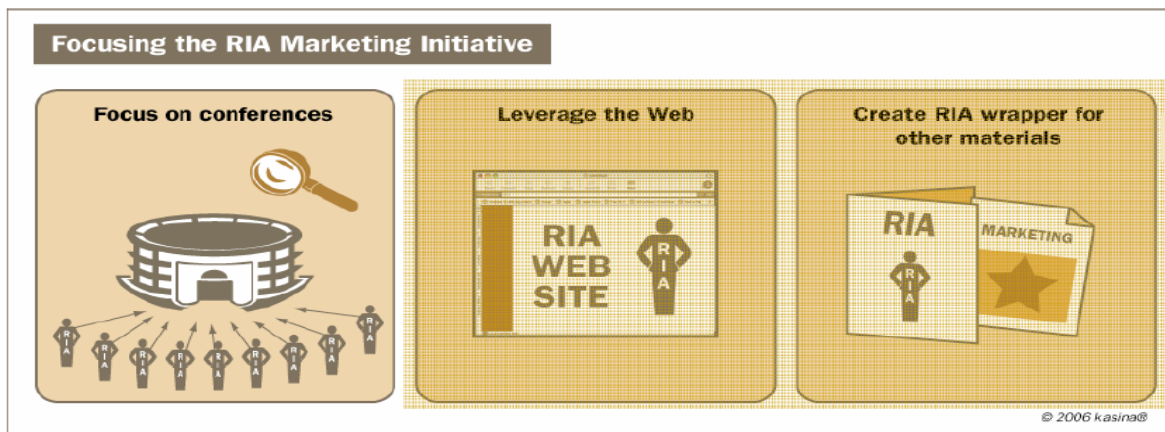 Focusing the RIA Marketing Initiative
Focus on conferences
RIA
RIA
RIA
RIA
RIA
RIA
RIA
RIA
RIA
Leverage the Web
RIA
WEB
SITE
RIA
Create RIA wrapper for
other materials
RIA
RIA
MARKETING
© 2006 kasina®